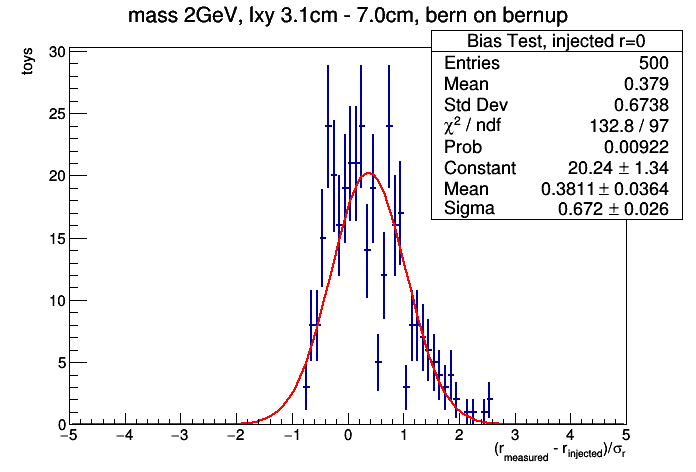 mass 2GeV, lxy 3.1cm - 7.0cm, bern on bernup
Bias Test, injected r=0
Entries 500
Mean 0.379
Std Dev 0.6738
χ² / ndf 132.8 / 97
Prob 0.00922
Constant 20.24 ± 1.34
Mean 0.3811 ± 0.0364
Sigma 0.672 ± 0.026
toys
30
25
20
15
10
5
0
−5 −4 −3 −2 −1 0 1 2 3 4 5
(r_measured - r_injected)/σ_r